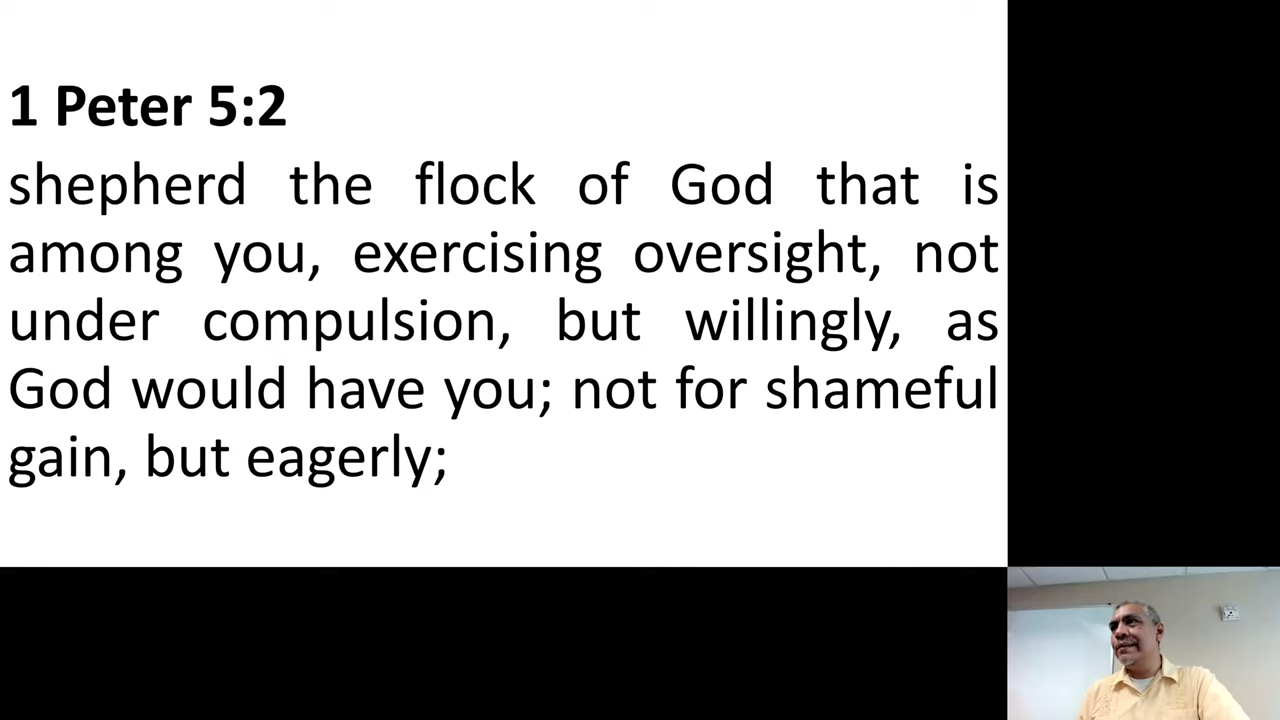 1 Peter 5:2
shepherd the flock of God that is
among you, exercising oversight, not
under compulsion, but willingly, as
God would have you; not for shameful
gain, but eagerly;